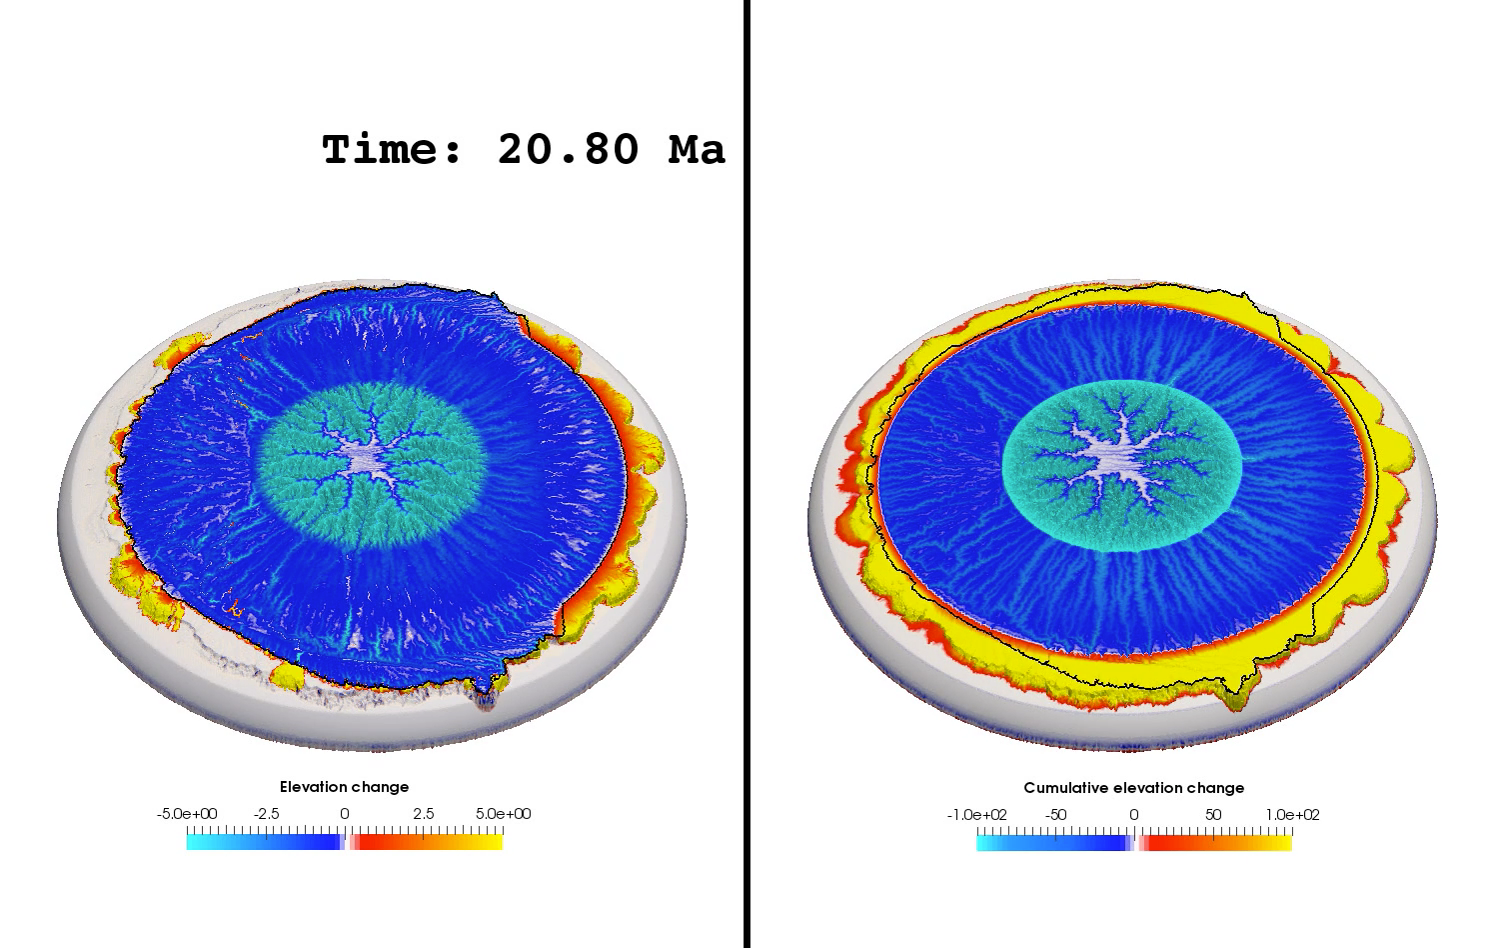 Time: 20.80 Ma
Elevation change
-5.0e+00 -2.5 0 2.5 5.0e+00
Cumulative elevation change
-1.0e+02 -50 0 50 1.0e+02